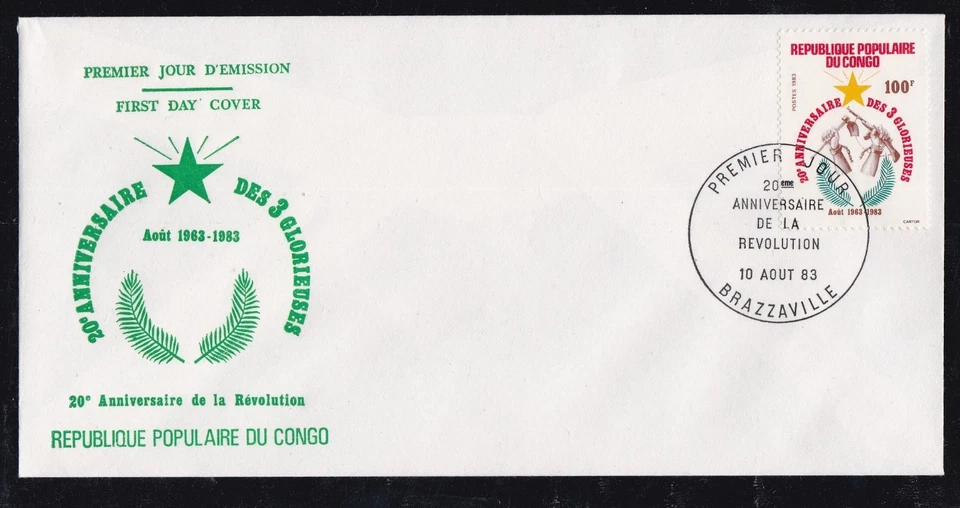 PREMIER JOUR D'EMISSION
FIRST DAY COVER
20e ANNIVERSAIRE DES 3 GLORIEUSES
Août 1963-1983
20e Anniversaire de la Révolution
REPUBLIQUE POPULAIRE DU CONGO
REPUBLIQUE POPULAIRE
DU CONGO
POSTES 1983
100F
20e ANNIVERSAIRE DES 3 GLORIEUSES
Août 1963-1983
CARTOR
PREMIER JOUR
20eme
ANNIVERSAIRE
DE LA
REVOLUTION
10 AOUT 83
BRAZZAVILLE